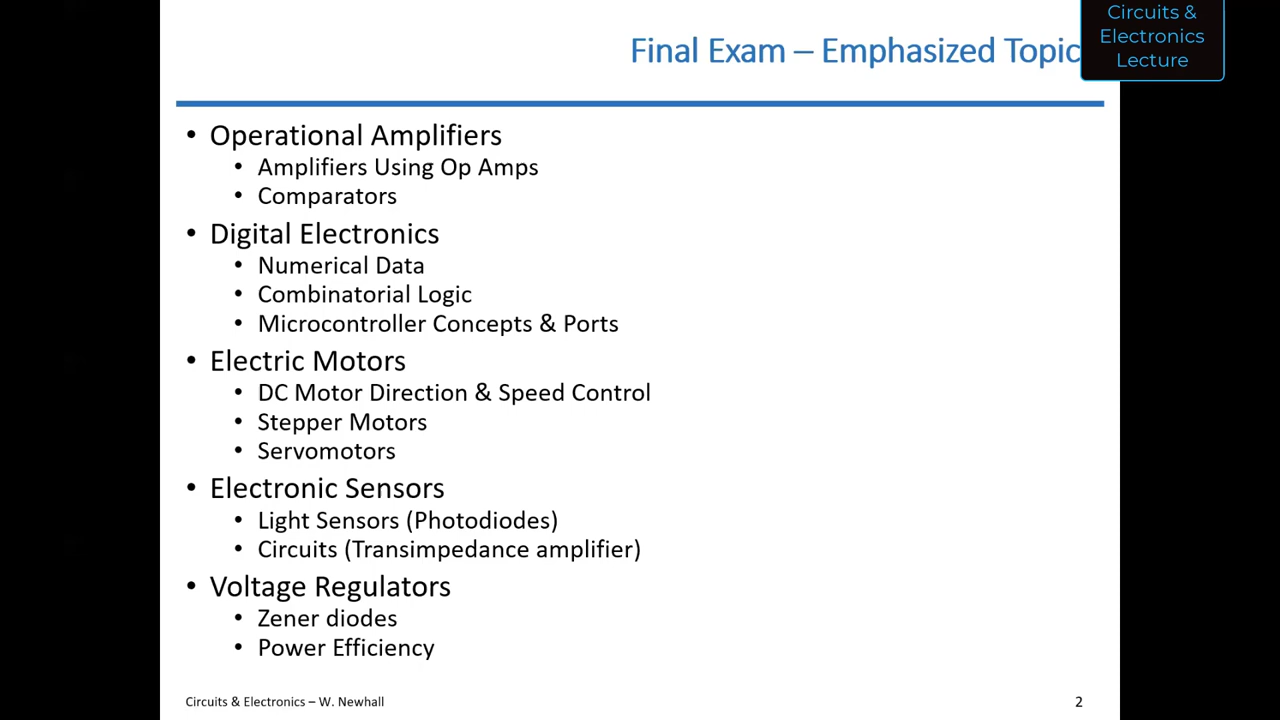 Circuits &
Electronics
Lecture
Final Exam – Emphasized Topic
• Operational Amplifiers
• Amplifiers Using Op Amps
• Comparators
• Digital Electronics
• Numerical Data
• Combinatorial Logic
• Microcontroller Concepts & Ports
• Electric Motors
• DC Motor Direction & Speed Control
• Stepper Motors
• Servomotors
• Electronic Sensors
• Light Sensors (Photodiodes)
• Circuits (Transimpedance amplifier)
• Voltage Regulators
• Zener diodes
• Power Efficiency
Circuits & Electronics – W. Newhall
2